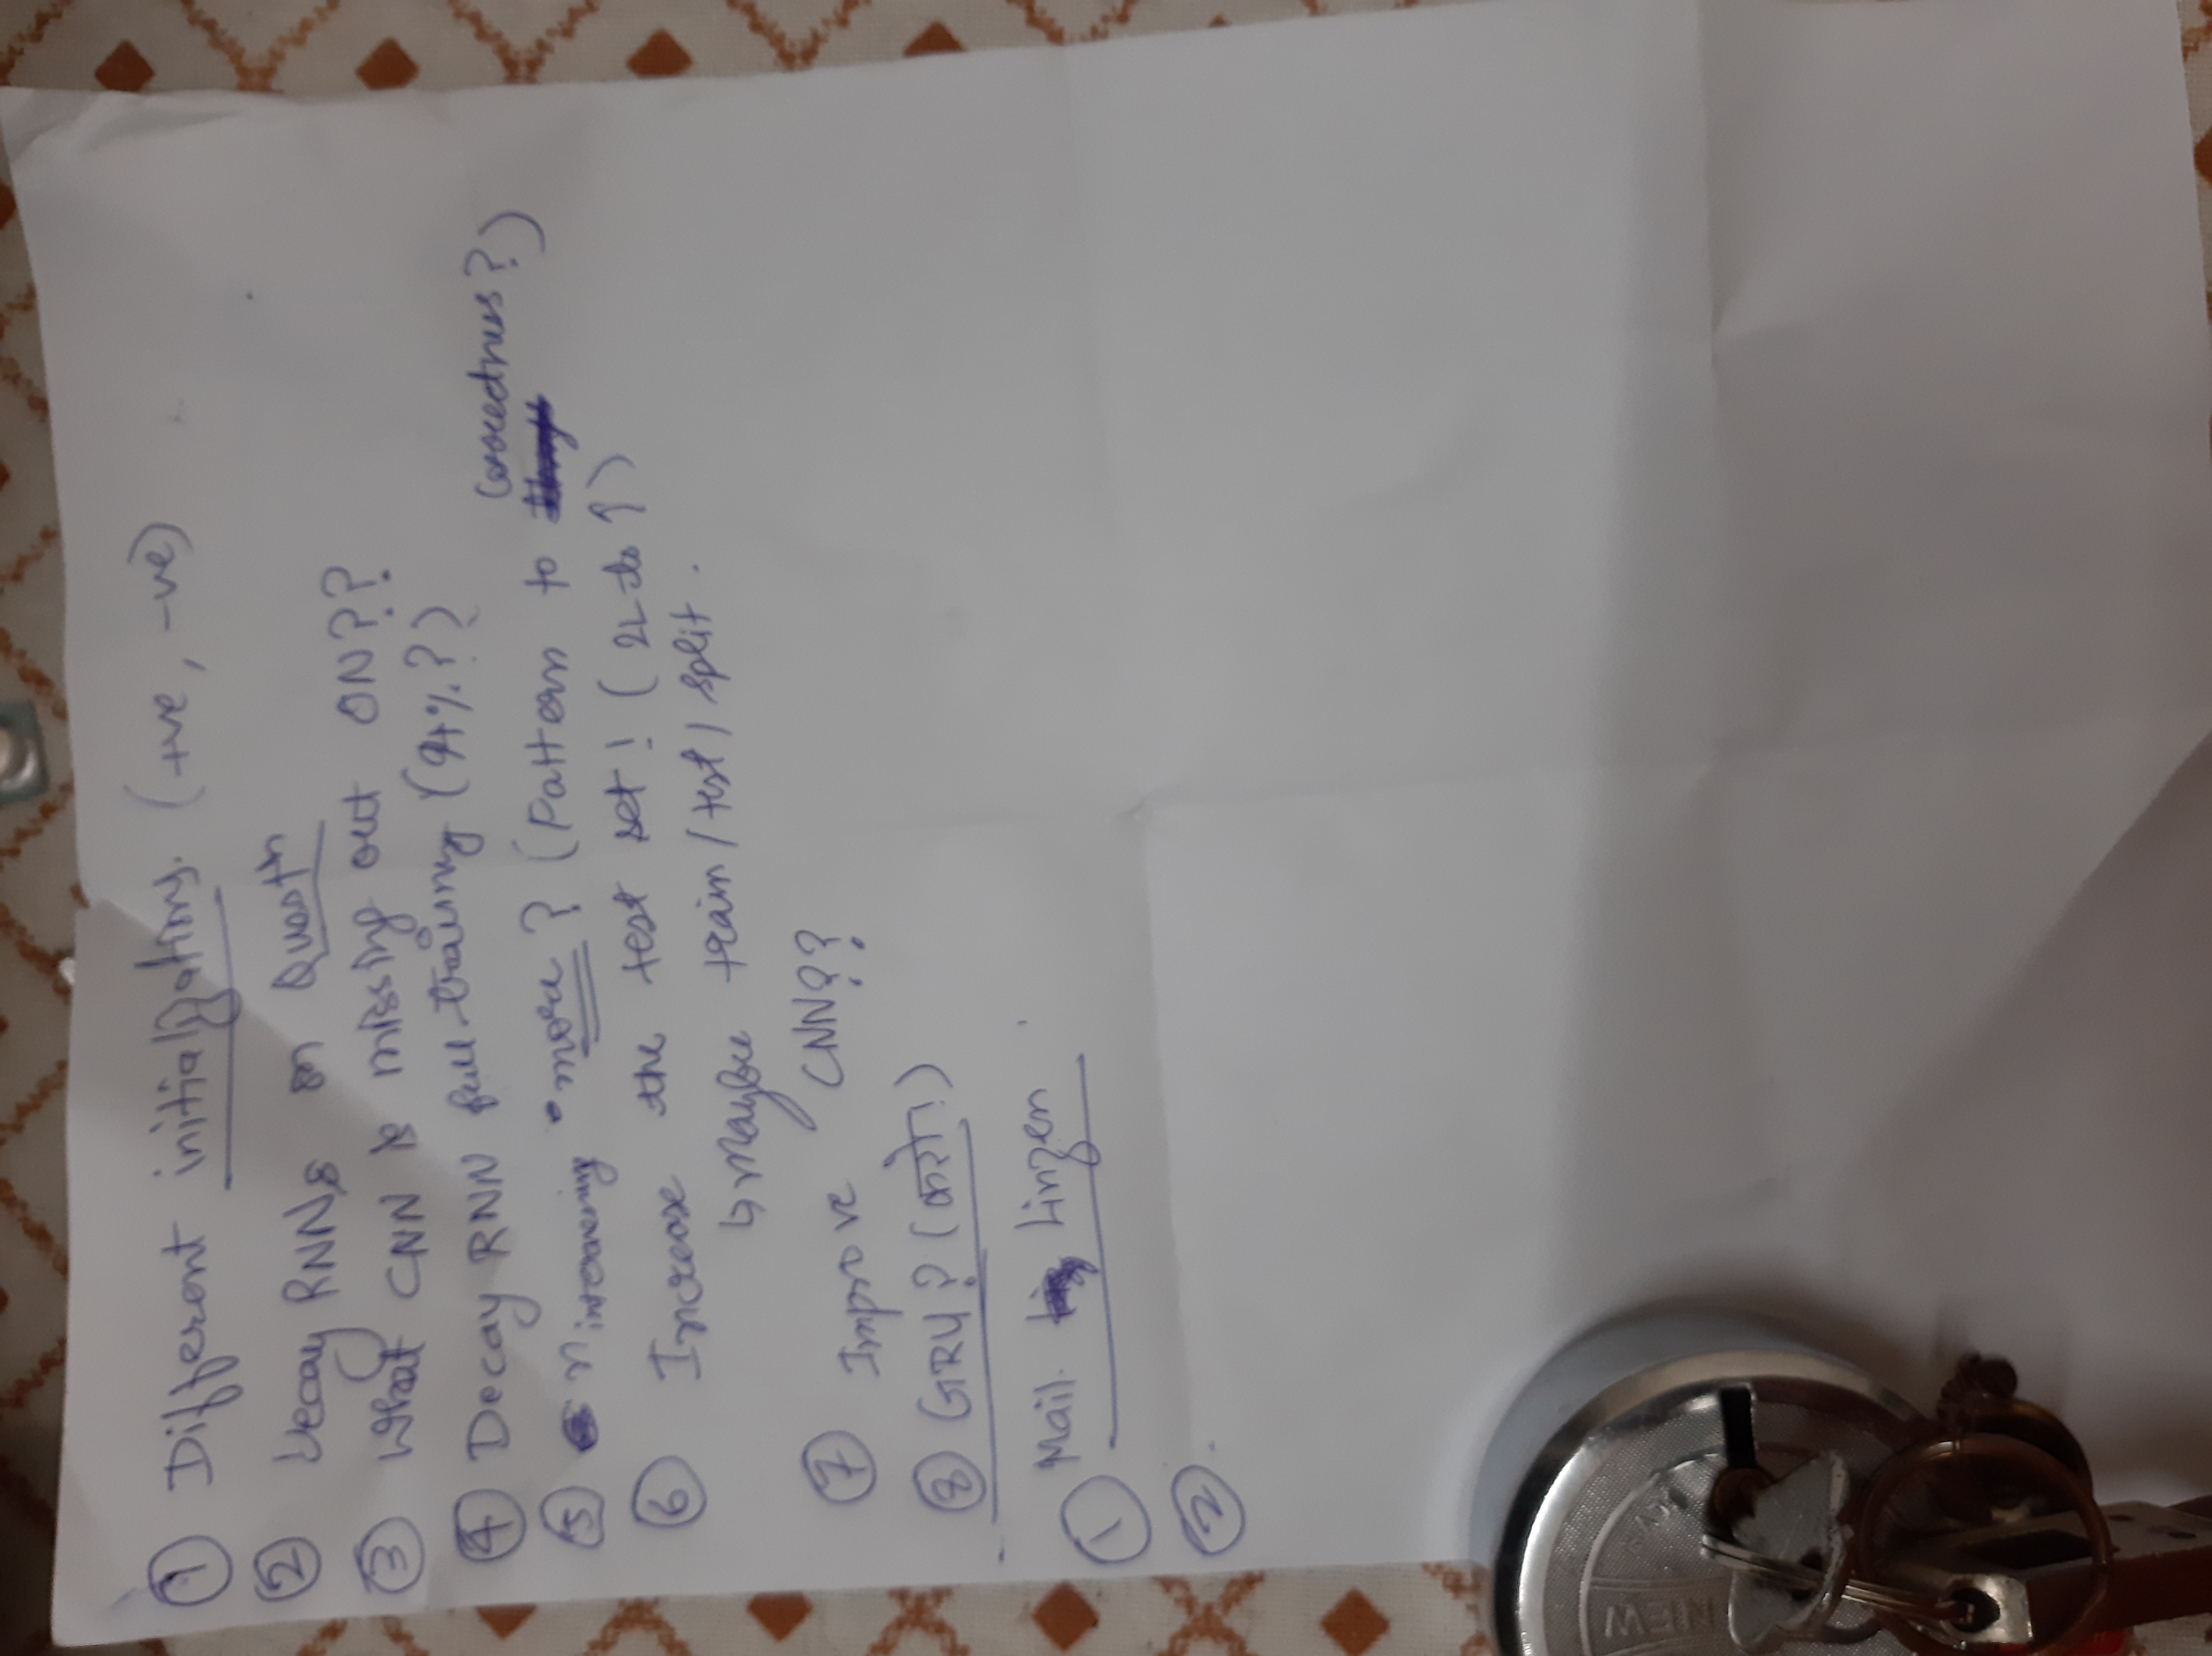 ① Different initializations. (+ve, -ve)
② Decay RNNs on
③ What CNN is missing out ON??
④ Decay RNN full training (94%?)
correctness?)
⑤ n intervening more? (Pattern to
⑥ Increase the test set! (2L to ↑)
↳ Maybe train/test/split.
⑦ Improve CNN??
⑧ GRU? (करो!)
① Mail. Linzen
②.
NEW